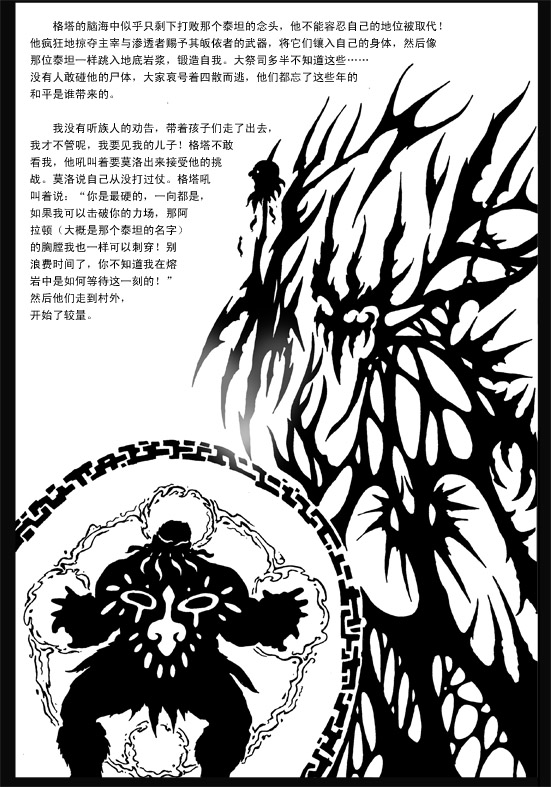 格塔的脑海中似乎只剩下打败那个泰坦的念头，他不能容忍自己的地位被取代！
他疯狂地掠夺主宰与渗透者赐予其皈依者的武器，将它们镶入自己的身体，然后像
那位泰坦一样跳入地底岩浆，锻造自我。大祭司多半不知道这些……
没有人敢碰他的尸体，大家哀号着四散而逃，他们都忘了这些年的
和平是谁带来的。
我没有听族人的劝告，带着孩子们走了出去，
我才不管呢，我要见我的儿子！格塔不敢
看我，他吼叫着要莫洛出来接受他的挑
战。莫洛说自己从没打过仗。格塔吼
叫着说：“你是最硬的，一向都是，
如果我可以击破你的力场，那阿
拉顿（大概是那个泰坦的名字）
的胸膛我也一样可以刺穿！别
浪费时间了，你不知道我在熔
岩中是如何等待这一刻的！”
然后他们走到村外，
开始了较量。